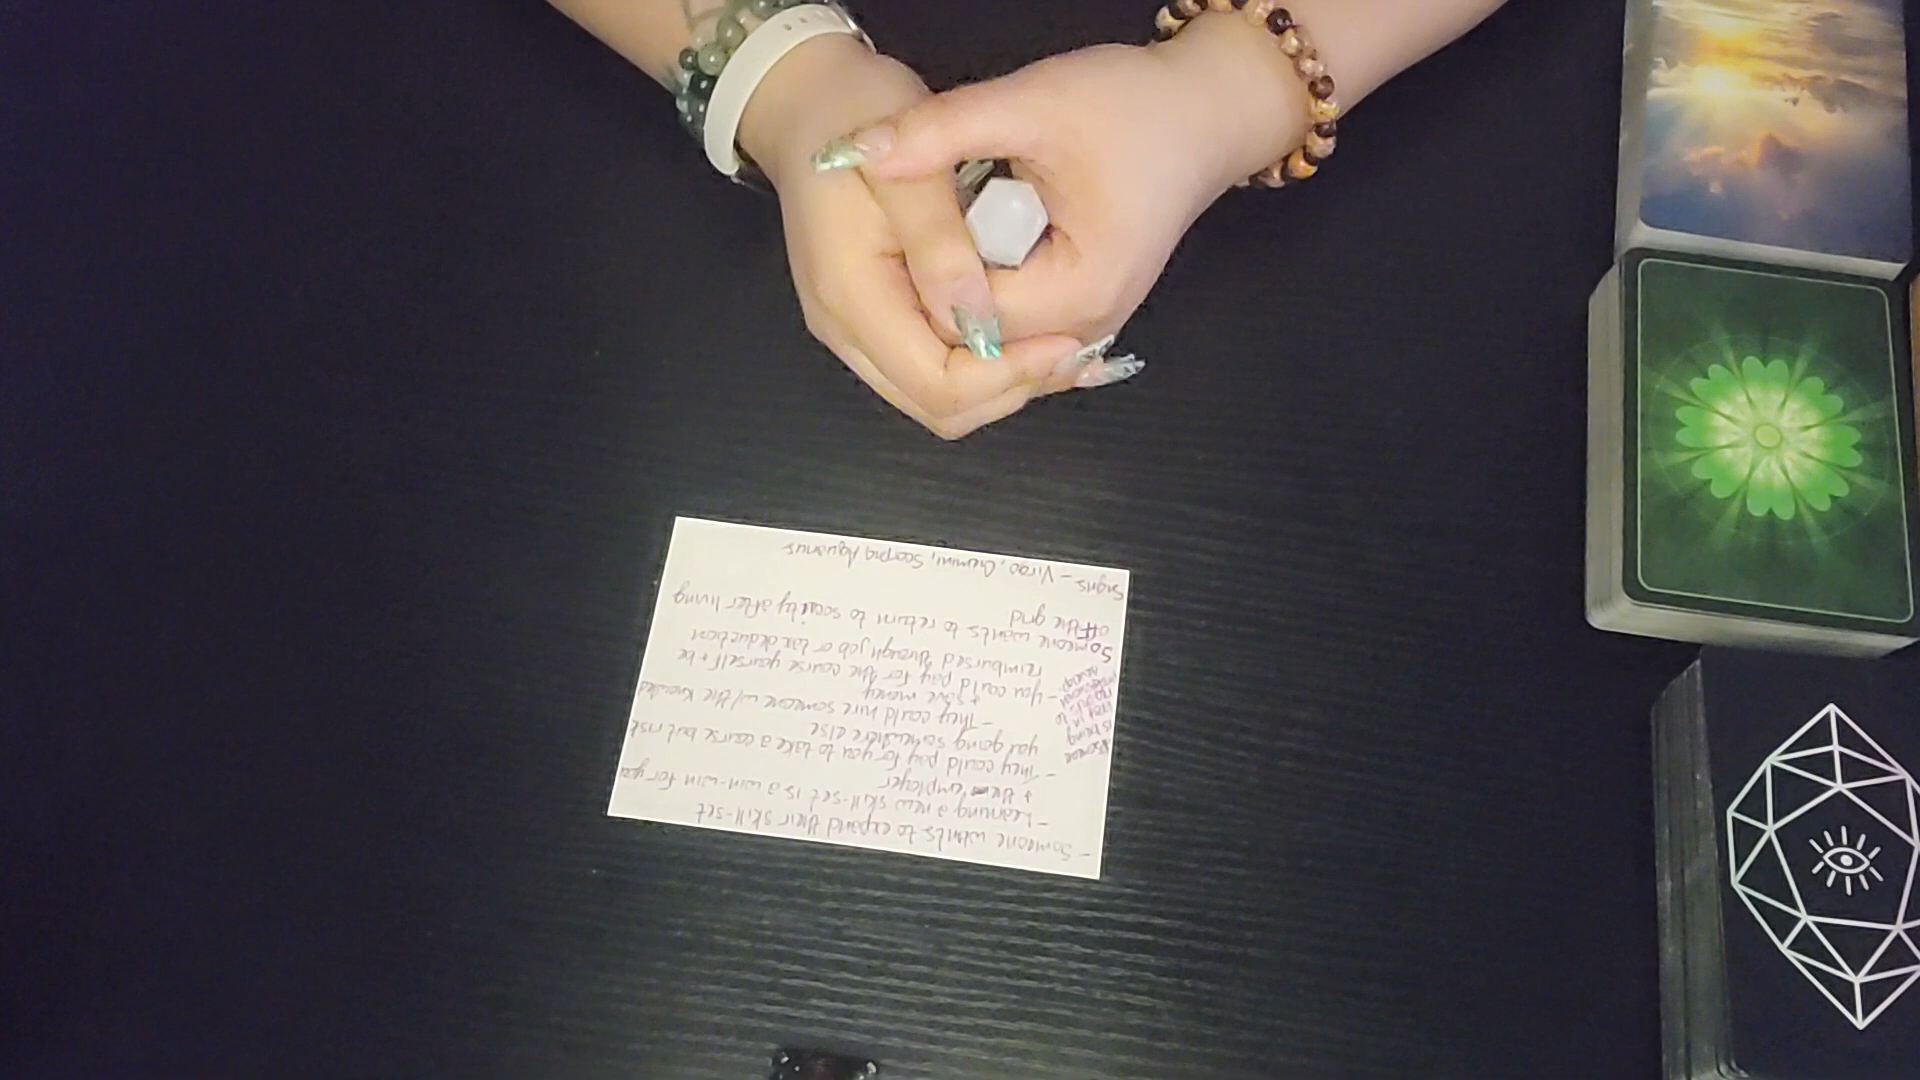 - Someone wants to expand their skill-set
- Learning a new skill-set is a win-win for you
+ employer
- They could pay for you to take a course but risk
you going somewhere else
- They could hire someone w/ the knowledge
+ save money
- you could pay for the course yourself + be
reimbursed through job or tax deduction
Someone wants to return to society after living
off the grid
Signs - Virgo, Gemini, Scorpio Aquarius
is being